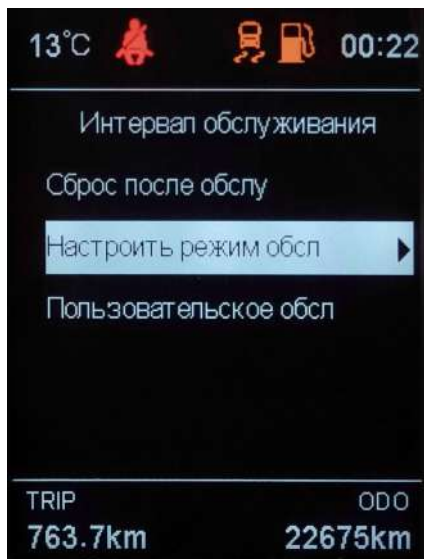 13°C 00:22
Интервал обслуживания
Сброс после обслу
Настроить режим обсл
Пользовательское обсл
TRIP ODO
763.7km 22675km